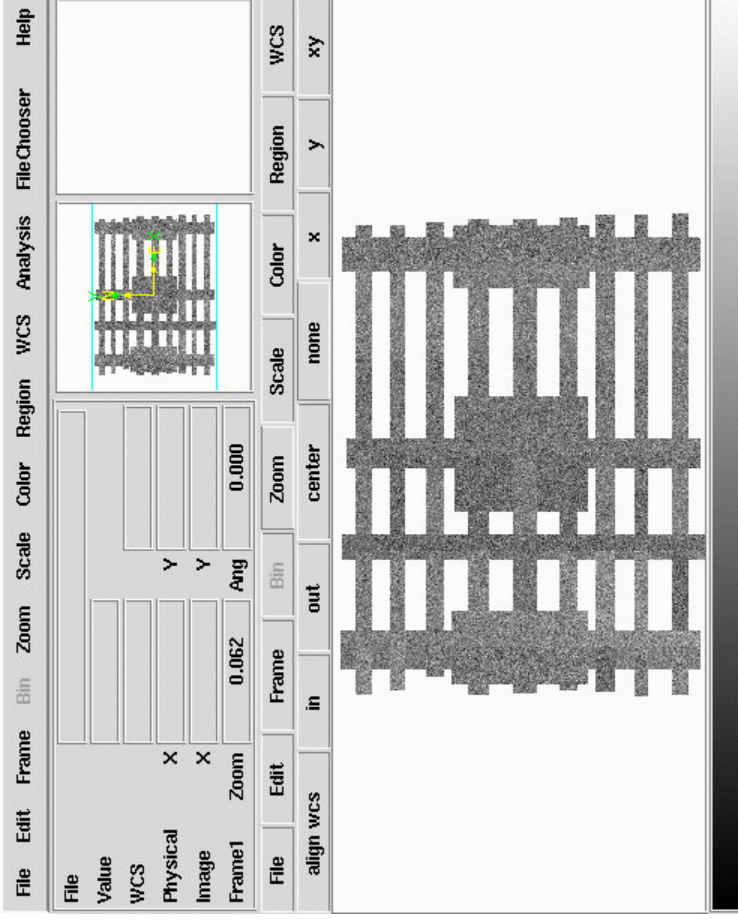 File Edit Frame Bin Zoom Scale Color Region WCS Analysis FileChooser Help
File
Value
WCS
Physical X Y
Image X Y
Frame1 Zoom 0.062 Ang 0.000
File Edit Frame Bin Zoom Scale Color Region WCS
align wcs in out center none x y xy